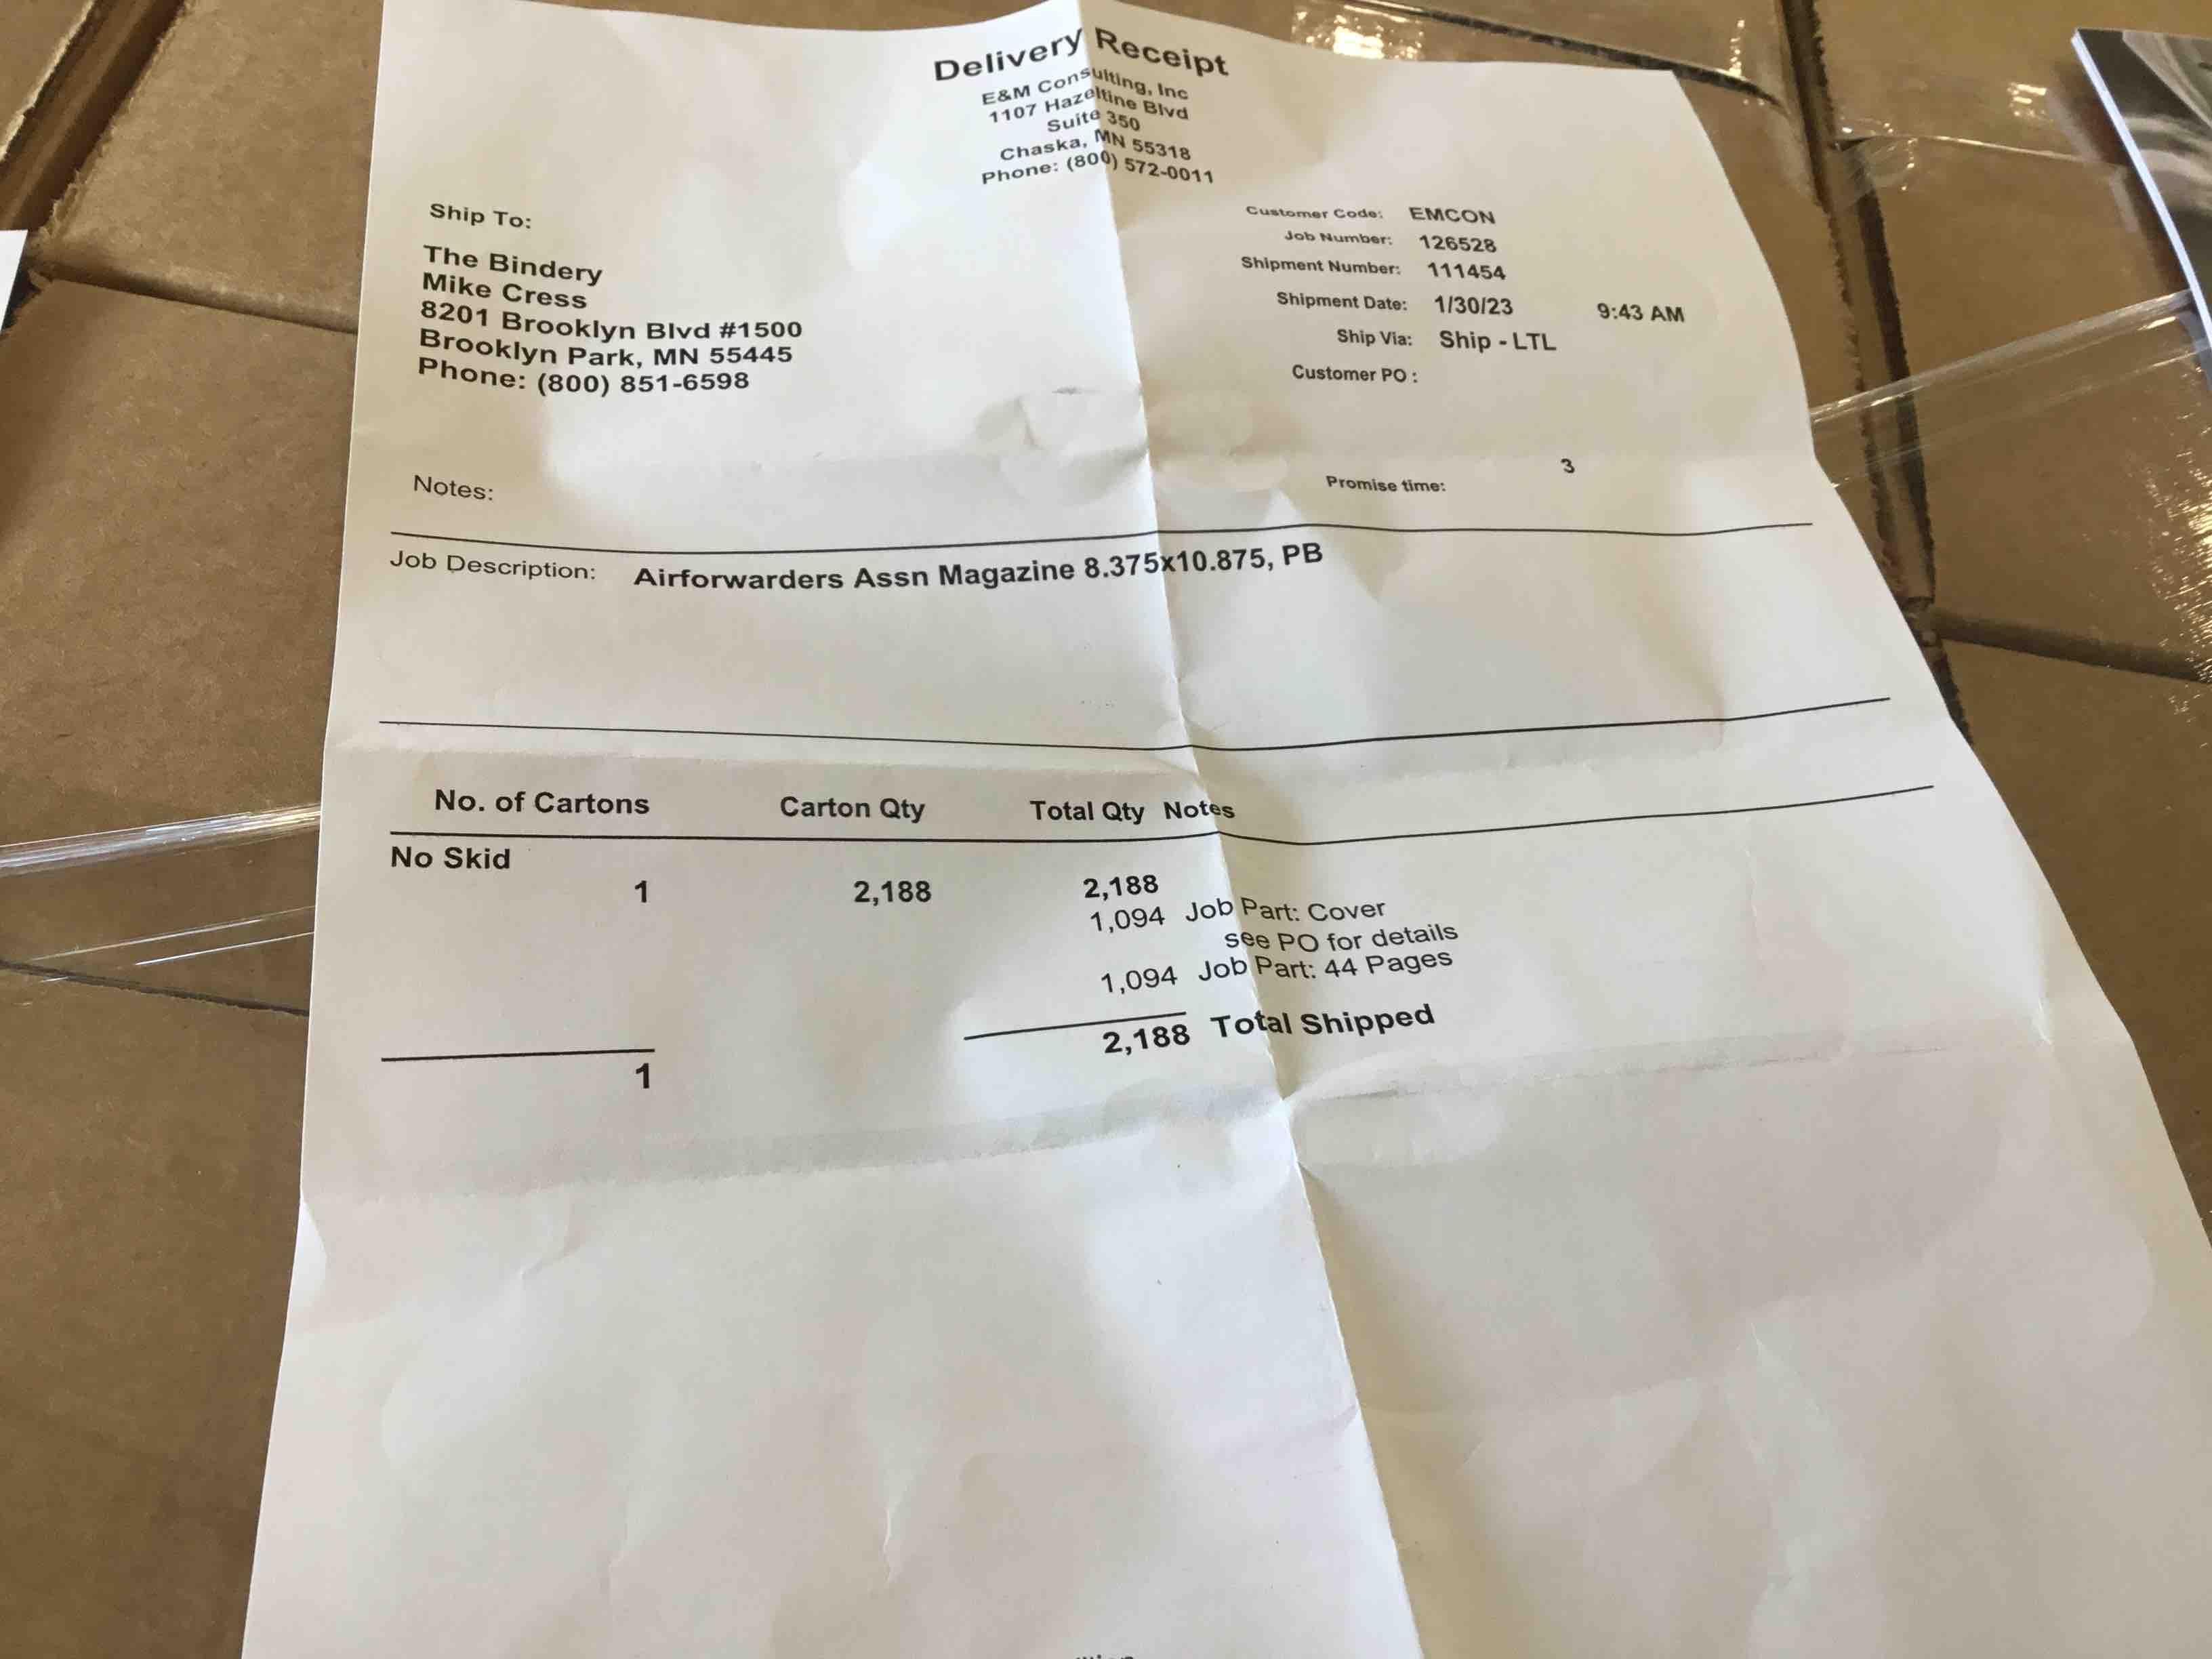 Delivery Receipt
E&M Consulting, Inc
1107 Hazeltine Blvd
Suite 350
Chaska, MN 55318
Phone: (800) 572-0011
Ship To:
The Bindery
Mike Cress
8201 Brooklyn Blvd #1500
Brooklyn Park, MN 55445
Phone: (800) 851-6598
Customer Code: EMCON
Job Number: 126528
Shipment Number: 111454
Shipment Date: 1/30/23 9:43 AM
Ship Via: Ship - LTL
Customer PO :
3
Notes: Promise time:
Job Description: Airforwarders Assn Magazine 8.375x10.875, PB
No. of Cartons Carton Qty Total Qty Notes
No Skid
1 2,188 2,188
1,094 Job Part: Cover
see PO for details
1,094 Job Part: 44 Pages
2,188 Total Shipped
1